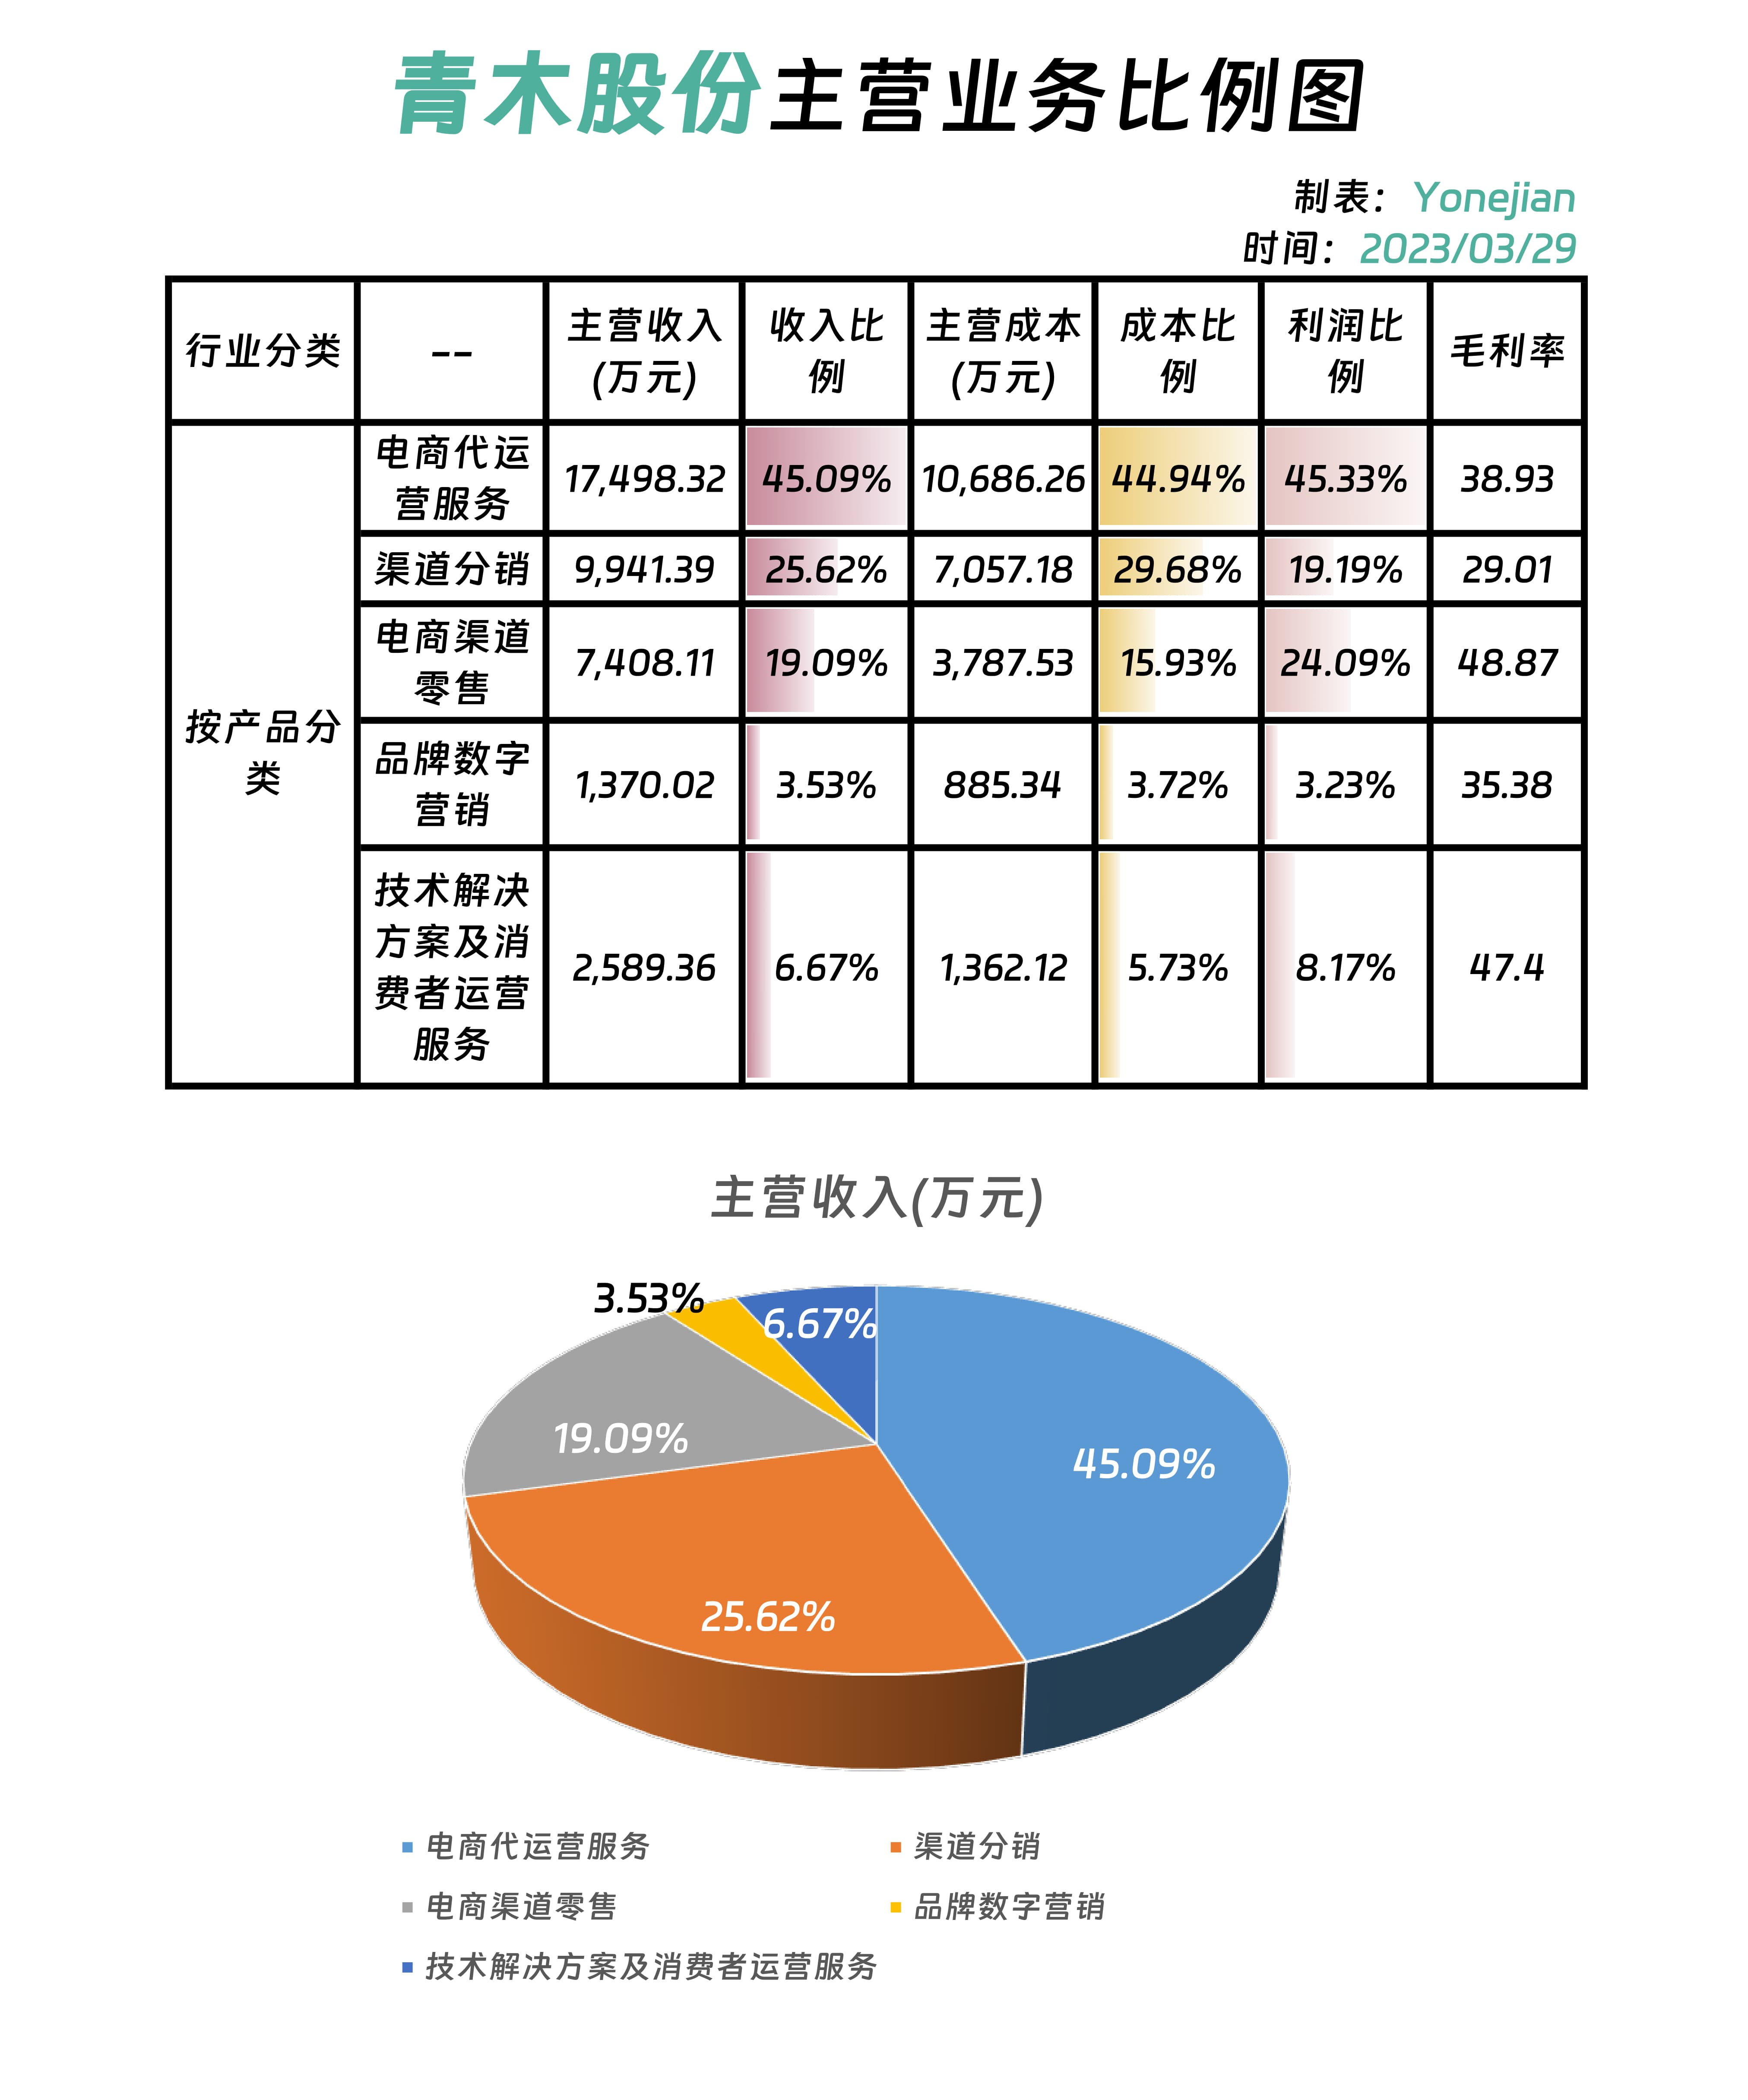 青木股份主营业务比例图
制表：Yonejian
时间：2023/03/29
行业分类 -- 主营收入(万元) 收入比例 主营成本(万元) 成本比例 利润比例 毛利率
按产品分类
电商代运营服务 17,498.32 45.09% 10,686.26 44.94% 45.33% 38.93
渠道分销 9,941.39 25.62% 7,057.18 29.68% 19.19% 29.01
电商渠道零售 7,408.11 19.09% 3,787.53 15.93% 24.09% 48.87
品牌数字营销 1,370.02 3.53% 885.34 3.72% 3.23% 35.38
技术解决方案及消费者运营服务 2,589.36 6.67% 1,362.12 5.73% 8.17% 47.4
主营收入(万元)
3.53%
6.67%
19.09%
45.09%
25.62%
电商代运营服务 渠道分销
电商渠道零售 品牌数字营销
技术解决方案及消费者运营服务